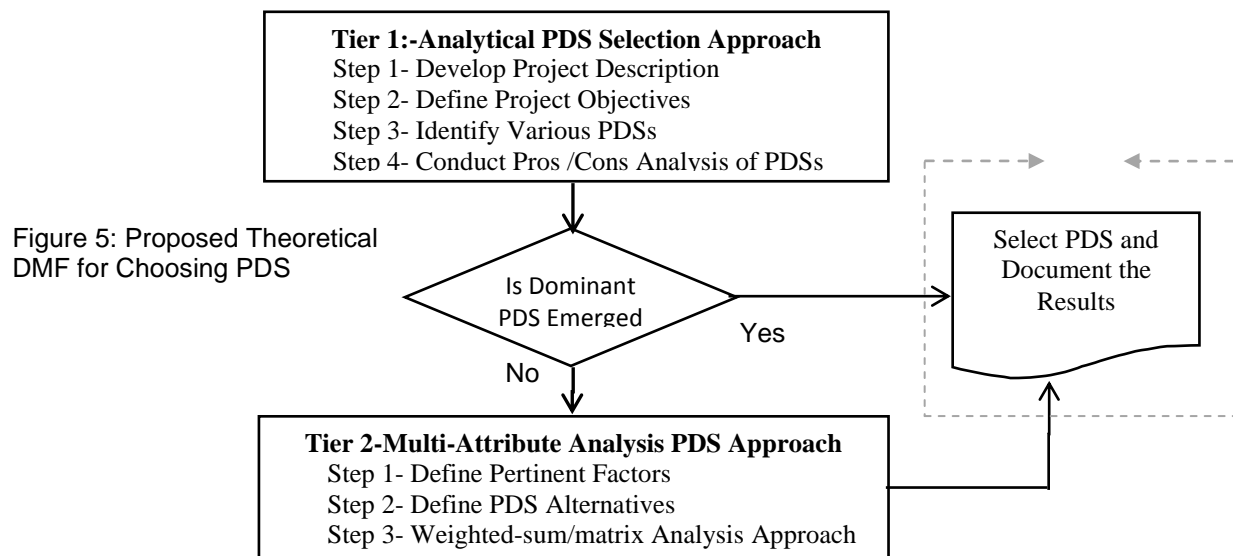 Tier 1:-Analytical PDS Selection Approach
Step 1- Develop Project Description
Step 2- Define Project Objectives
Step 3- Identify Various PDSs
Step 4- Conduct Pros /Cons Analysis of PDSs
Figure 5: Proposed Theoretical
DMF for Choosing PDS
Is Dominant
PDS Emerged
Yes
No
Select PDS and
Document the
Results
Tier 2-Multi-Attribute Analysis PDS Approach
Step 1- Define Pertinent Factors
Step 2- Define PDS Alternatives
Step 3- Weighted-sum/matrix Analysis Approach